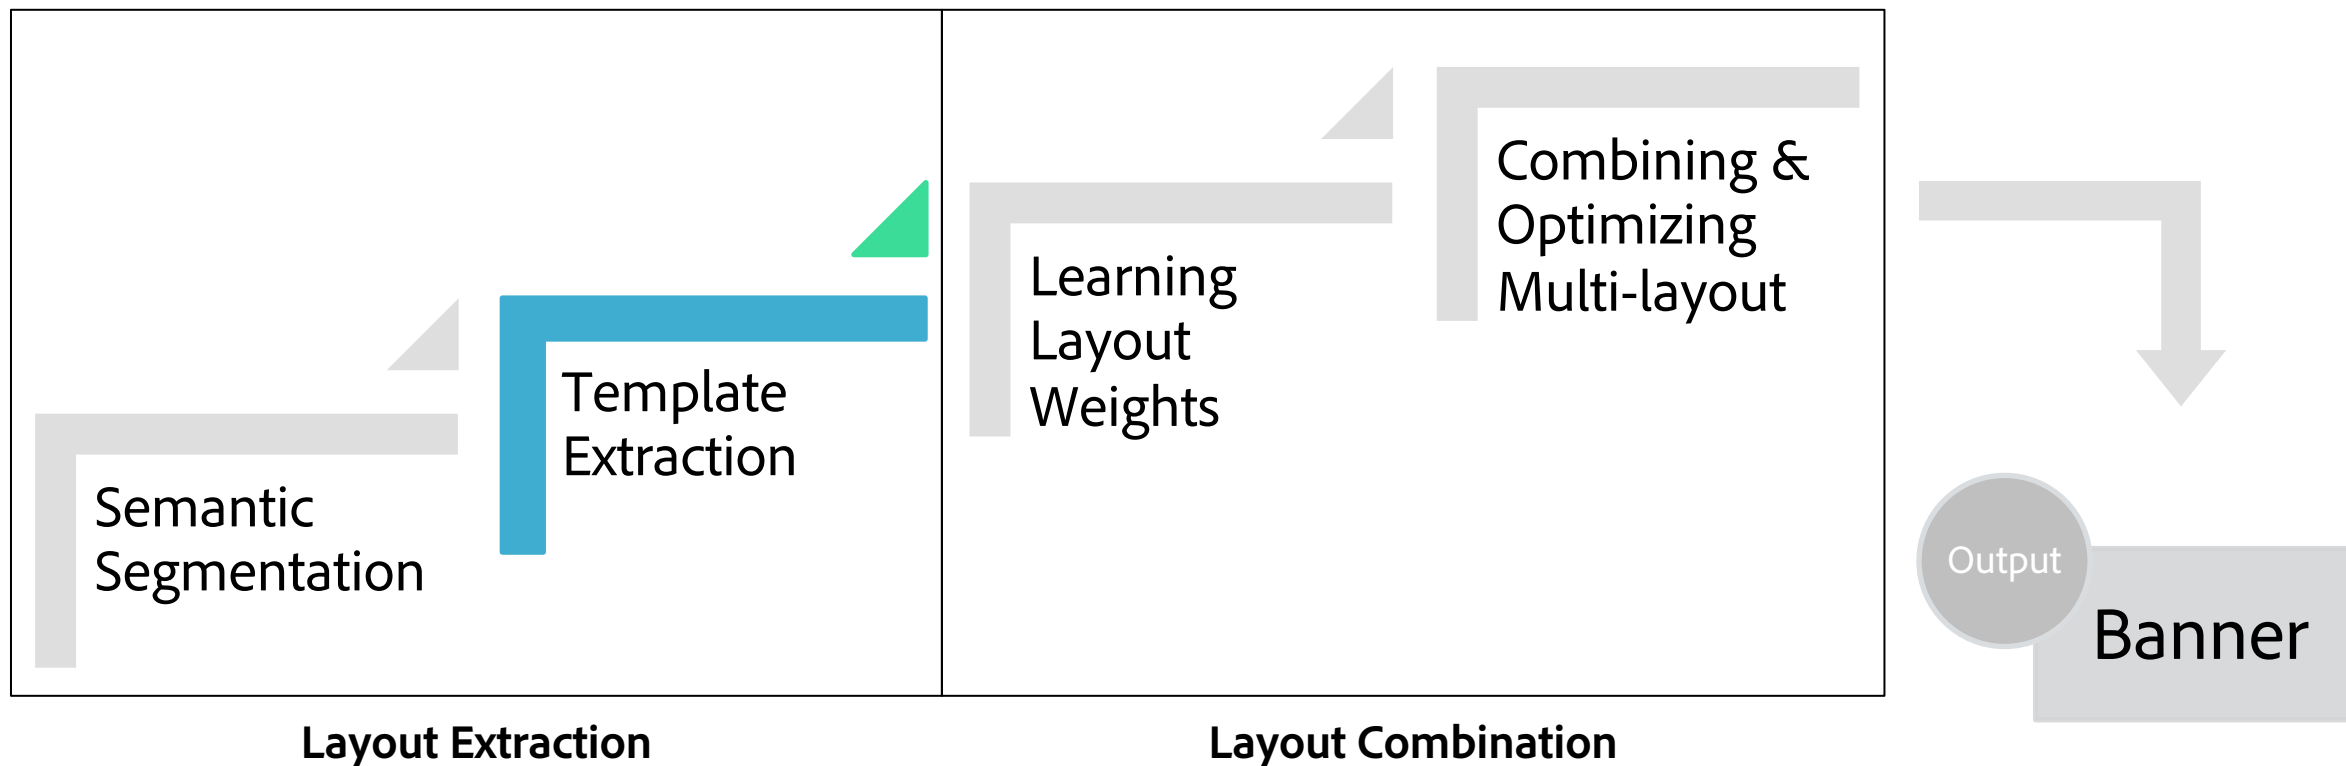 Semantic
Segmentation
Template
Extraction
Learning
Layout
Weights
Combining &
Optimizing
Multi-layout
Output
Banner
Layout Extraction
Layout Combination